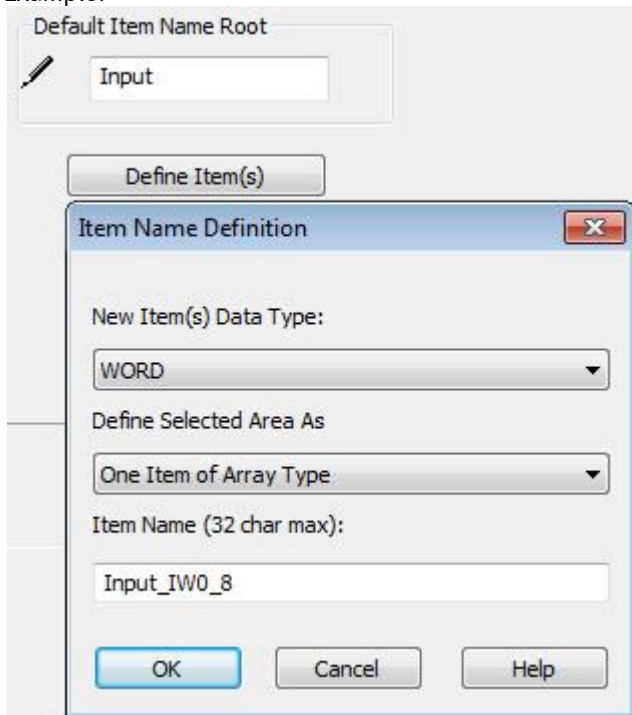 Example:
Default Item Name Root
Input
Define Item(s)
Item Name Definition
New Item(s) Data Type:
WORD
Define Selected Area As
One Item of Array Type
Item Name (32 char max):
Input_IW0_8
OK Cancel Help